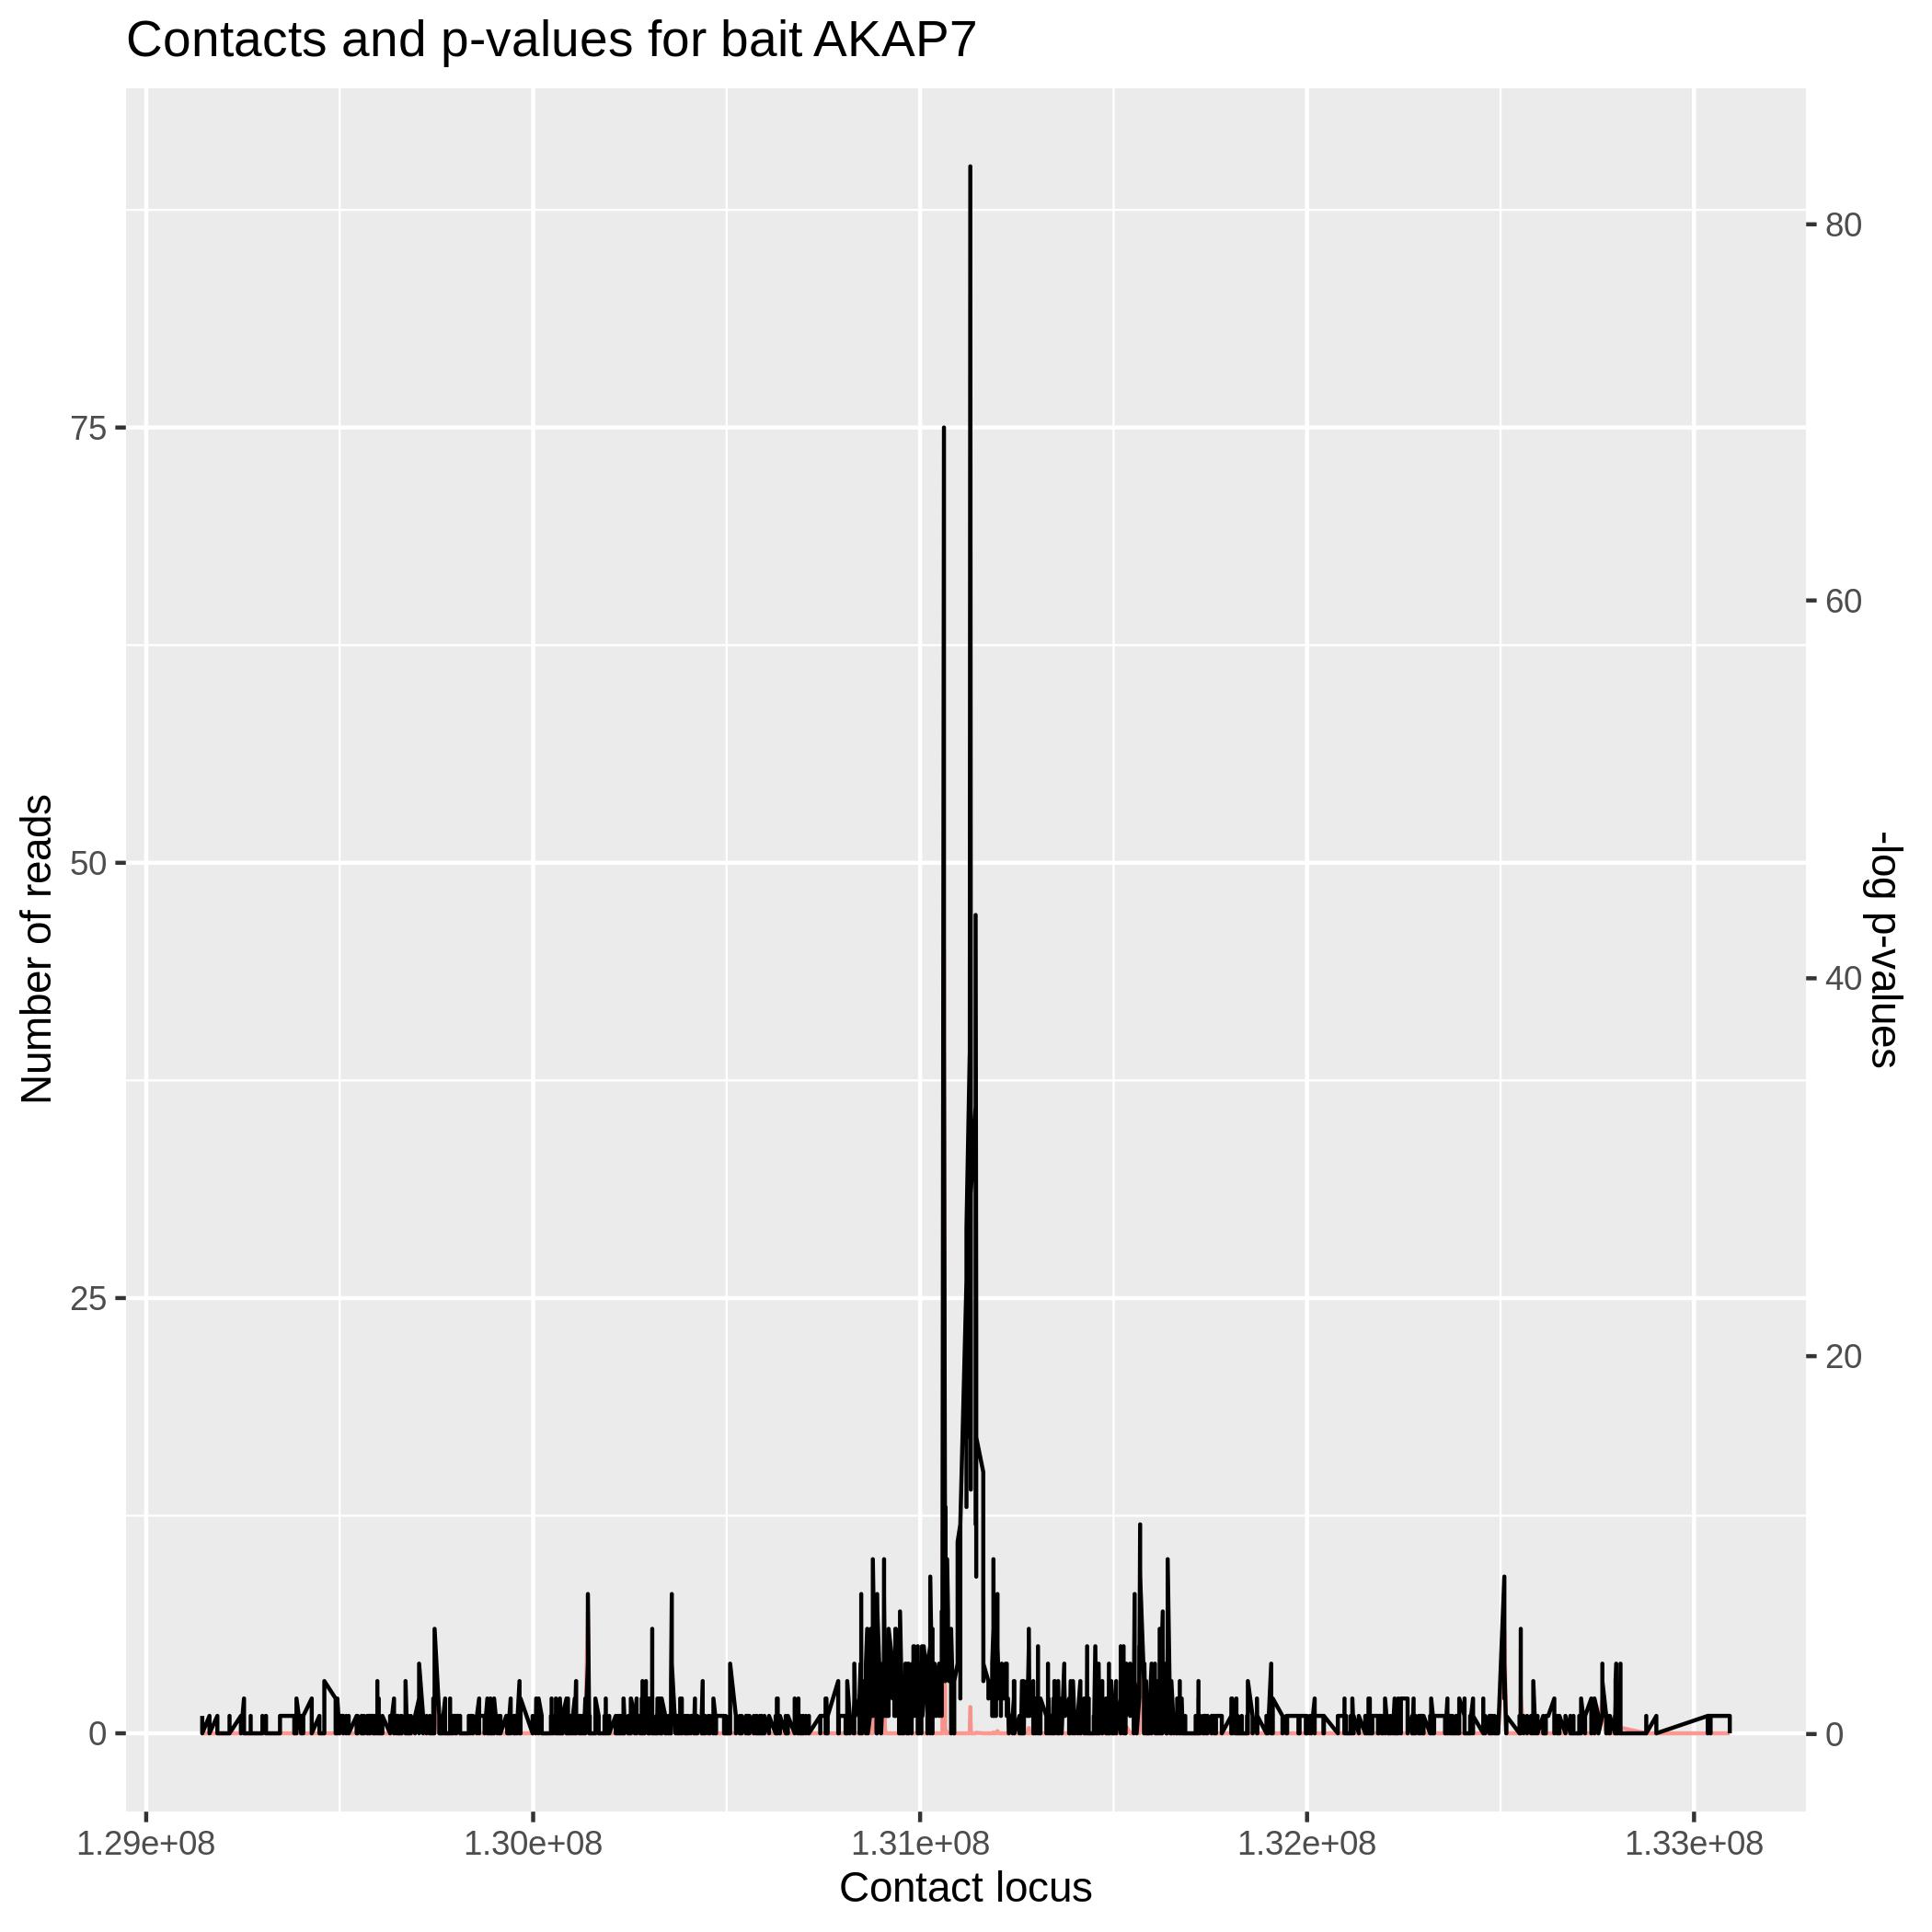 Contacts and p-values for bait AKAP7
Number of reads
75
50
25
0
80
60
40
20
0
-log p-values
1.29e+08
1.30e+08
1.31e+08
1.32e+08
1.33e+08
Contact locus